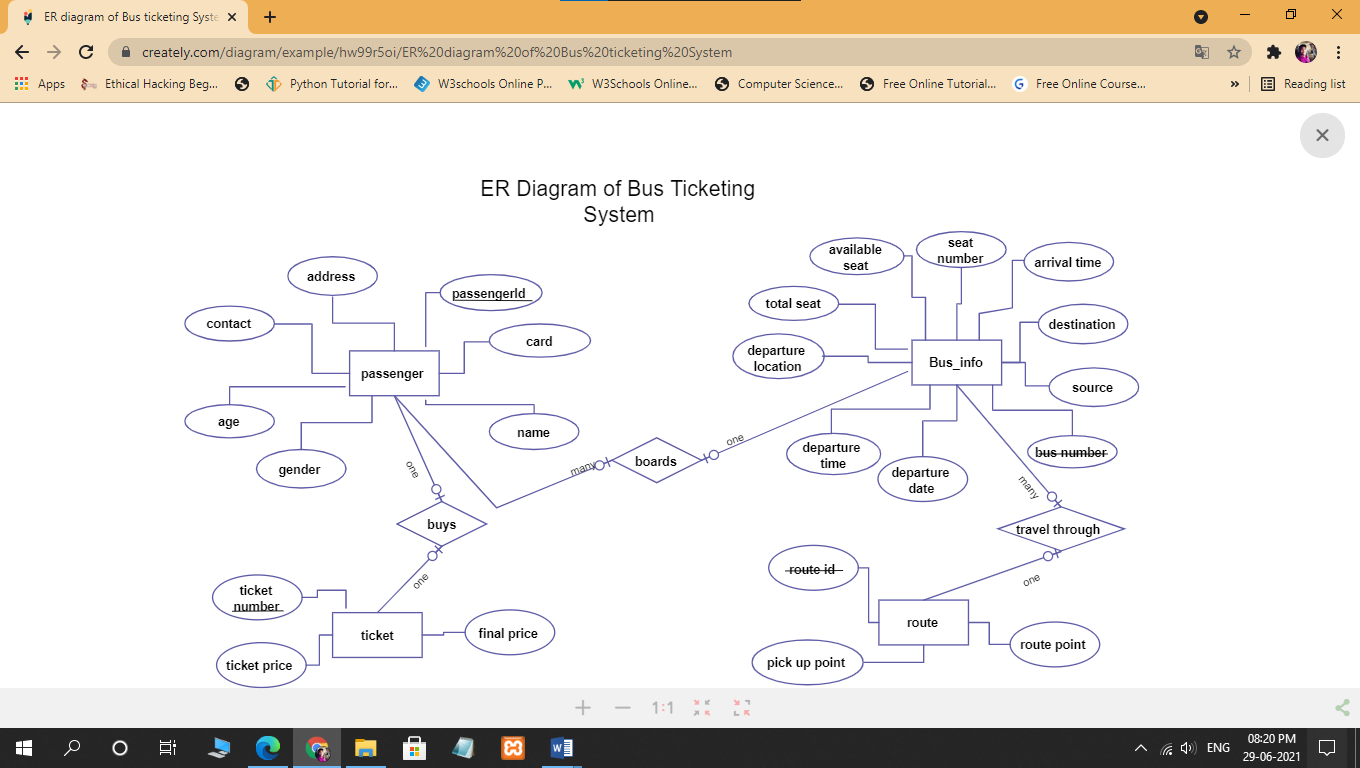 ER diagram of Bus ticketing Syste
creately.com/diagram/example/hw99r5oi/ER%20diagram%20of%20Bus%20ticketing%20System
Apps
Ethical Hacking Beg...
Python Tutorial for...
W3schools Online P...
W3Schools Online...
Computer Science...
Free Online Tutorial...
Free Online Course...
»
Reading list
ER Diagram of Bus Ticketing
System
address
passengerId
contact
card
passenger
age
name
gender
available
seat
seat
number
arrival time
total seat
destination
departure
location
Bus_info
source
departure
time
departure
date
bus number
one
many
boards
one
many
buys
travel through
one
one
ticket
number
ticket
final price
ticket price
route id
route
route point
pick up point
1:1
ENG
08:20 PM
29-06-2021